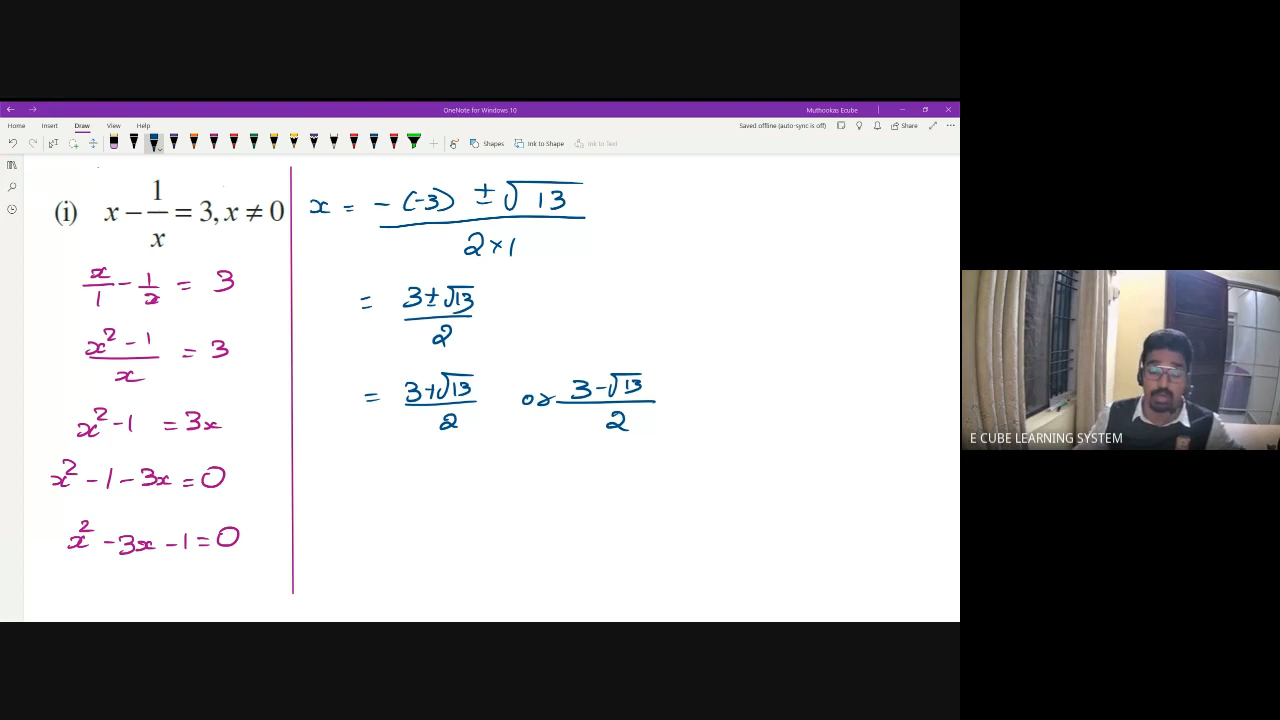 OneNote for Windows 10
Muthookas Ecube
Home Insert Draw View Help
Saved offline (auto-sync is off)
Share
Shapes
Ink to Shape
Ink to Text
(i) x - 1/x = 3, x ≠ 0
x/1 - 1/x = 3
(x² - 1)/x = 3
x² - 1 = 3x
x² - 1 - 3x = 0
x² - 3x - 1 = 0
x = (-(-3) ± √13)/(2×1)
= (3 ± √13)/2
= (3+√13)/2 or (3-√13)/2
E CUBE LEARNING SYSTEM